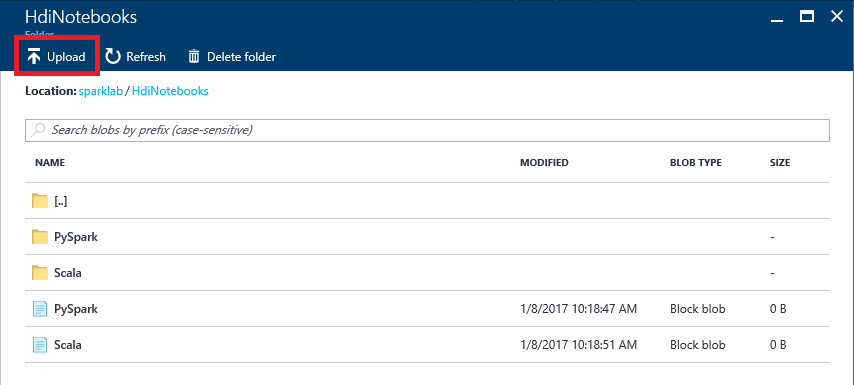 HdiNotebooks
Folder
Upload Refresh Delete folder
Location: sparklab / HdiNotebooks
Search blobs by prefix (case-sensitive)
NAME MODIFIED BLOB TYPE SIZE
[..]
PySpark -
Scala -
PySpark 1/8/2017 10:18:47 AM Block blob 0 B
Scala 1/8/2017 10:18:51 AM Block blob 0 B